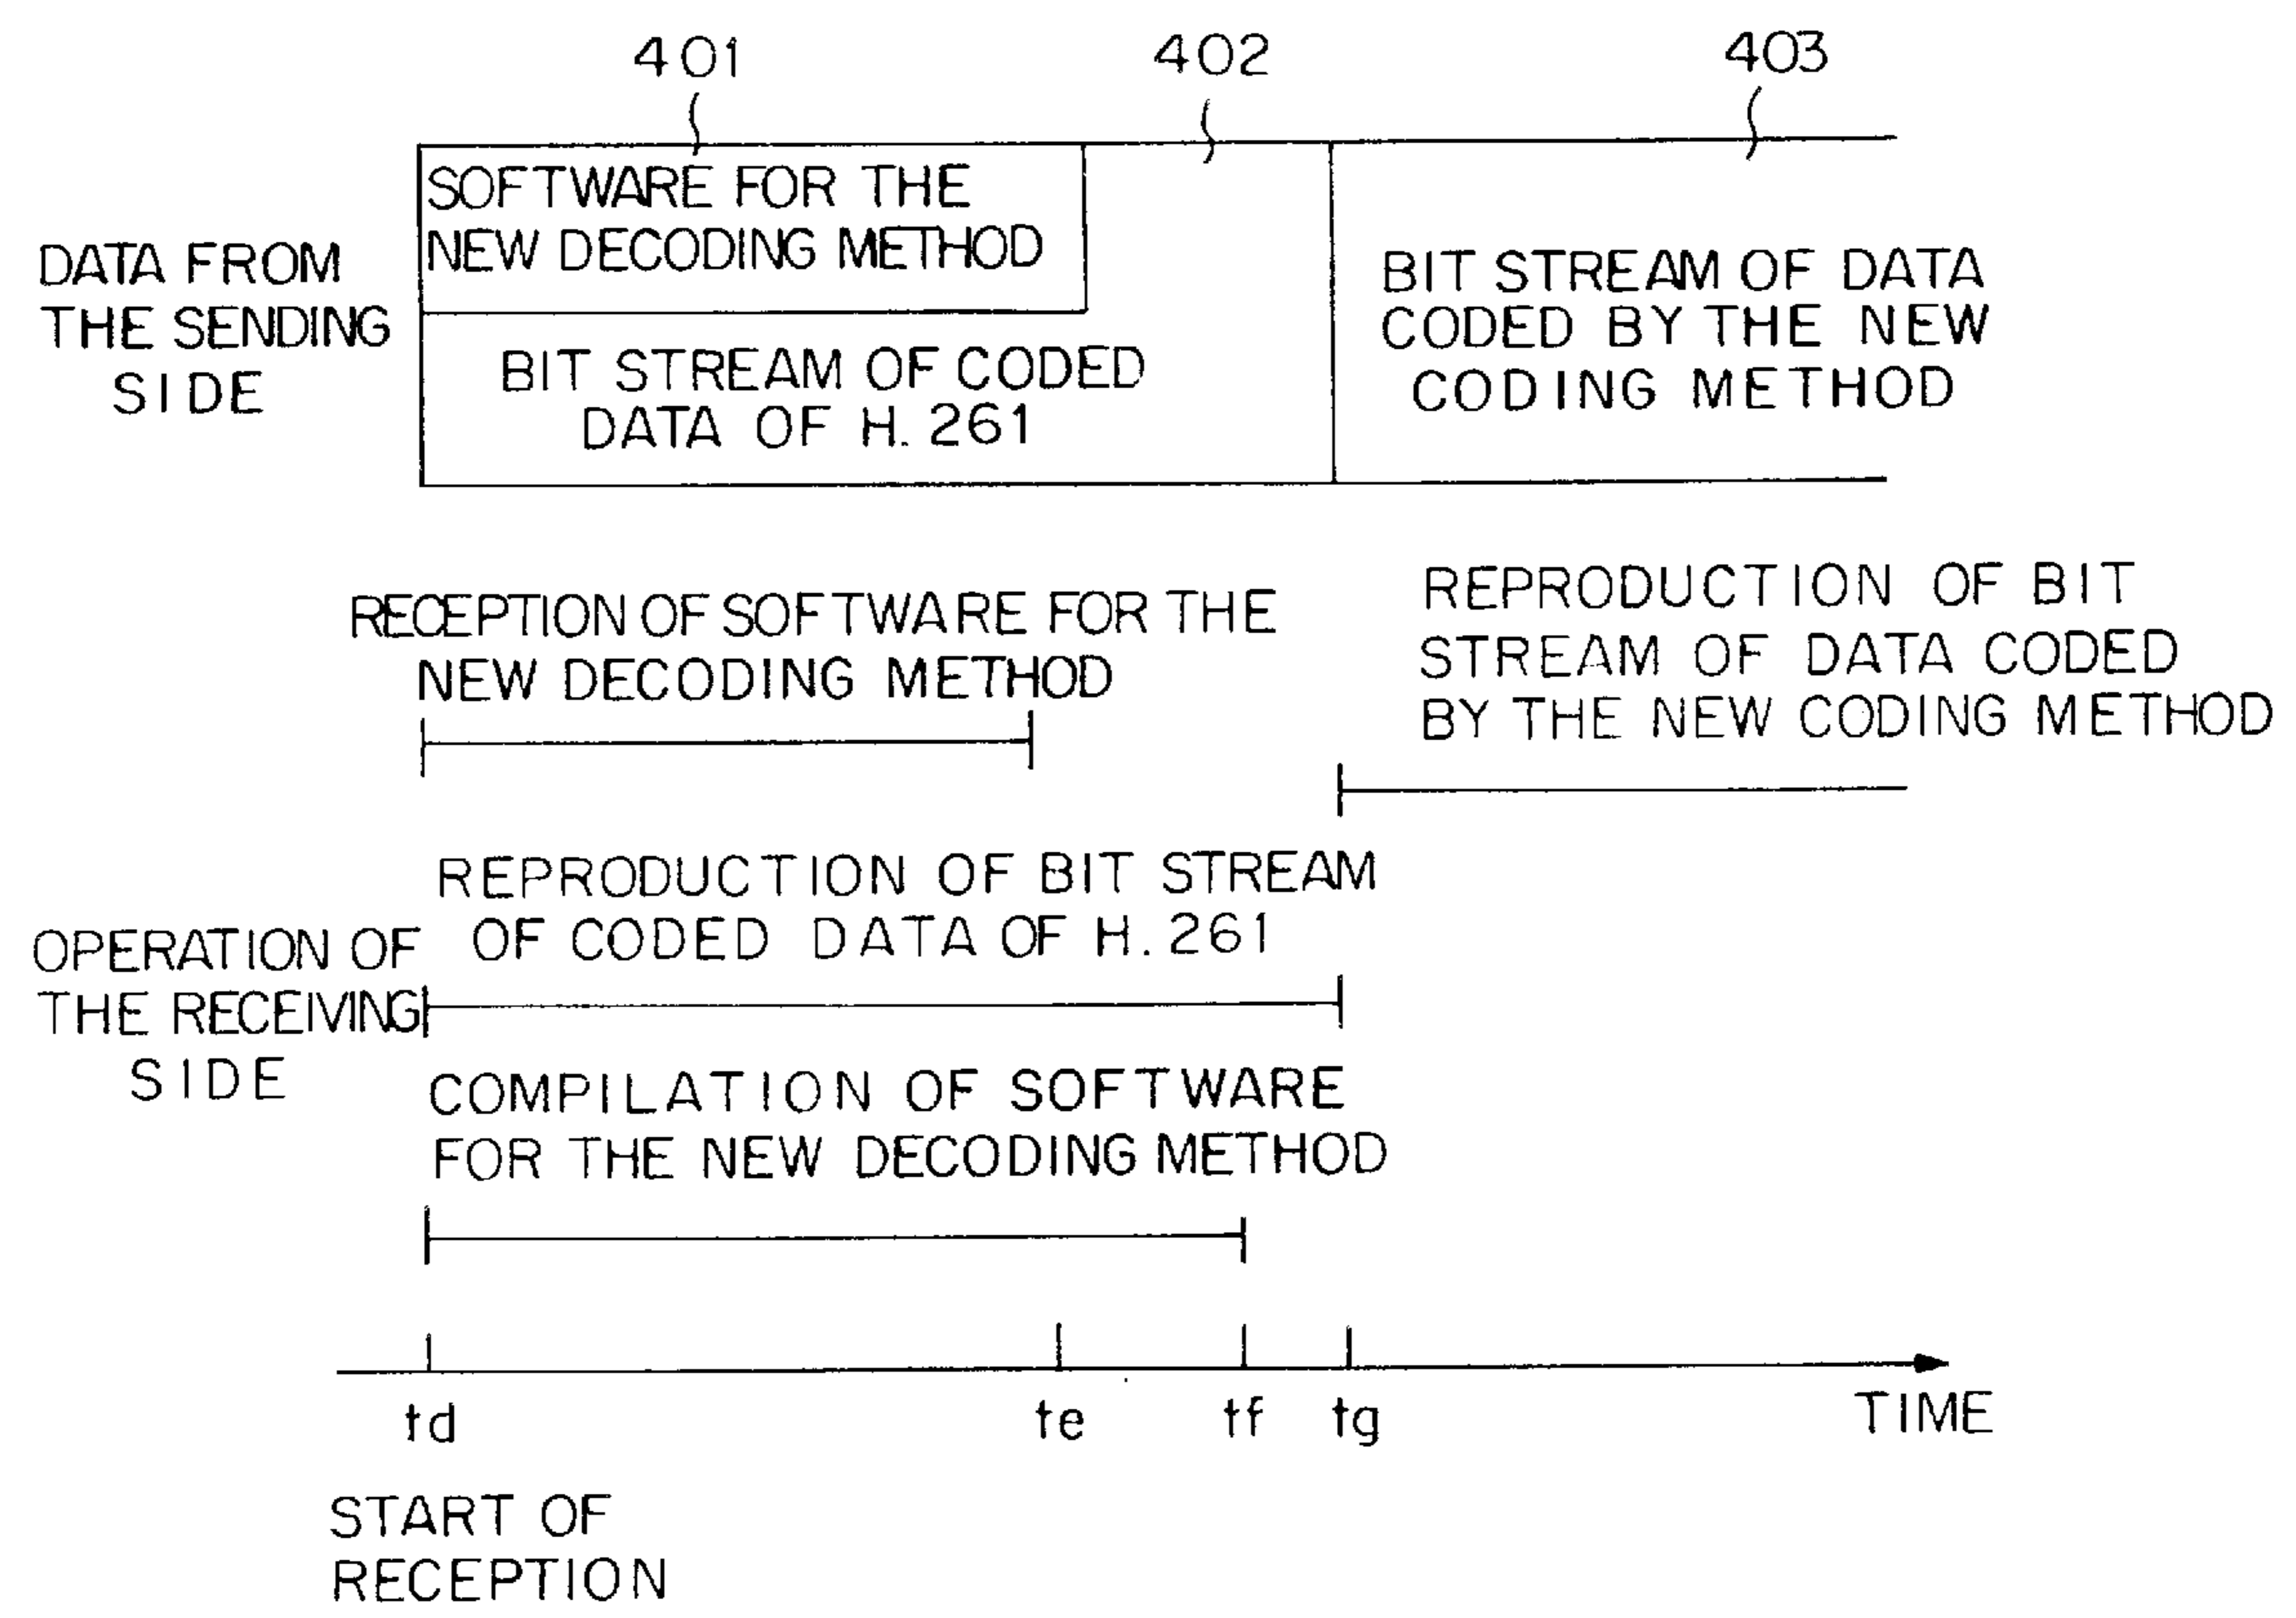 401
402
403
DATA FROM
THE SENDING
SIDE
SOFTWARE FOR THE
NEW DECODING METHOD
BIT STREAM OF CODED
DATA OF H. 261
BIT STREAM OF DATA
CODED BY THE NEW
CODING METHOD
RECEPTION OF SOFTWARE FOR THE
NEW DECODING METHOD
REPRODUCTION OF BIT
STREAM OF DATA CODED
BY THE NEW CODING METHOD
OPERATION OF
THE RECEIVING
SIDE
REPRODUCTION OF BIT STREAM
OF CODED DATA OF H. 261
COMPILATION OF SOFTWARE
FOR THE NEW DECODING METHOD
td
te
tf
tg
TIME
START OF
RECEPTION